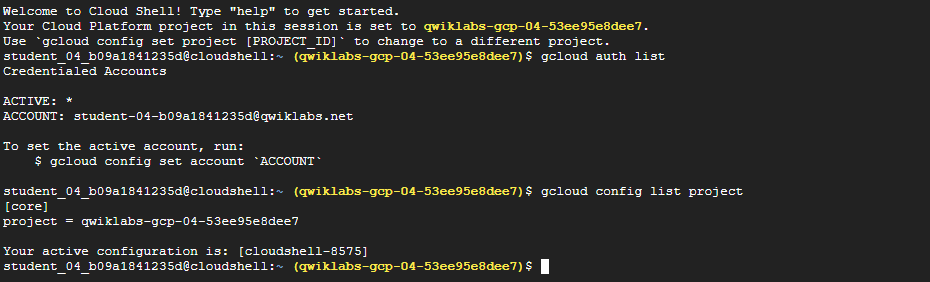 Welcome to Cloud Shell! Type "help" to get started.
Your Cloud Platform project in this session is set to qwiklabs-gcp-04-53ee95e8dee7.
Use `gcloud config set project [PROJECT_ID]` to change to a different project.
student_04_b09a1841235d@cloudshell:~ (qwiklabs-gcp-04-53ee95e8dee7)$ gcloud auth list
Credentialed Accounts

ACTIVE: *
ACCOUNT: student-04-b09a1841235d@qwiklabs.net

To set the active account, run:
    $ gcloud config set account `ACCOUNT`

student_04_b09a1841235d@cloudshell:~ (qwiklabs-gcp-04-53ee95e8dee7)$ gcloud config list project
[core]
project = qwiklabs-gcp-04-53ee95e8dee7

Your active configuration is: [cloudshell-8575]
student_04_b09a1841235d@cloudshell:~ (qwiklabs-gcp-04-53ee95e8dee7)$